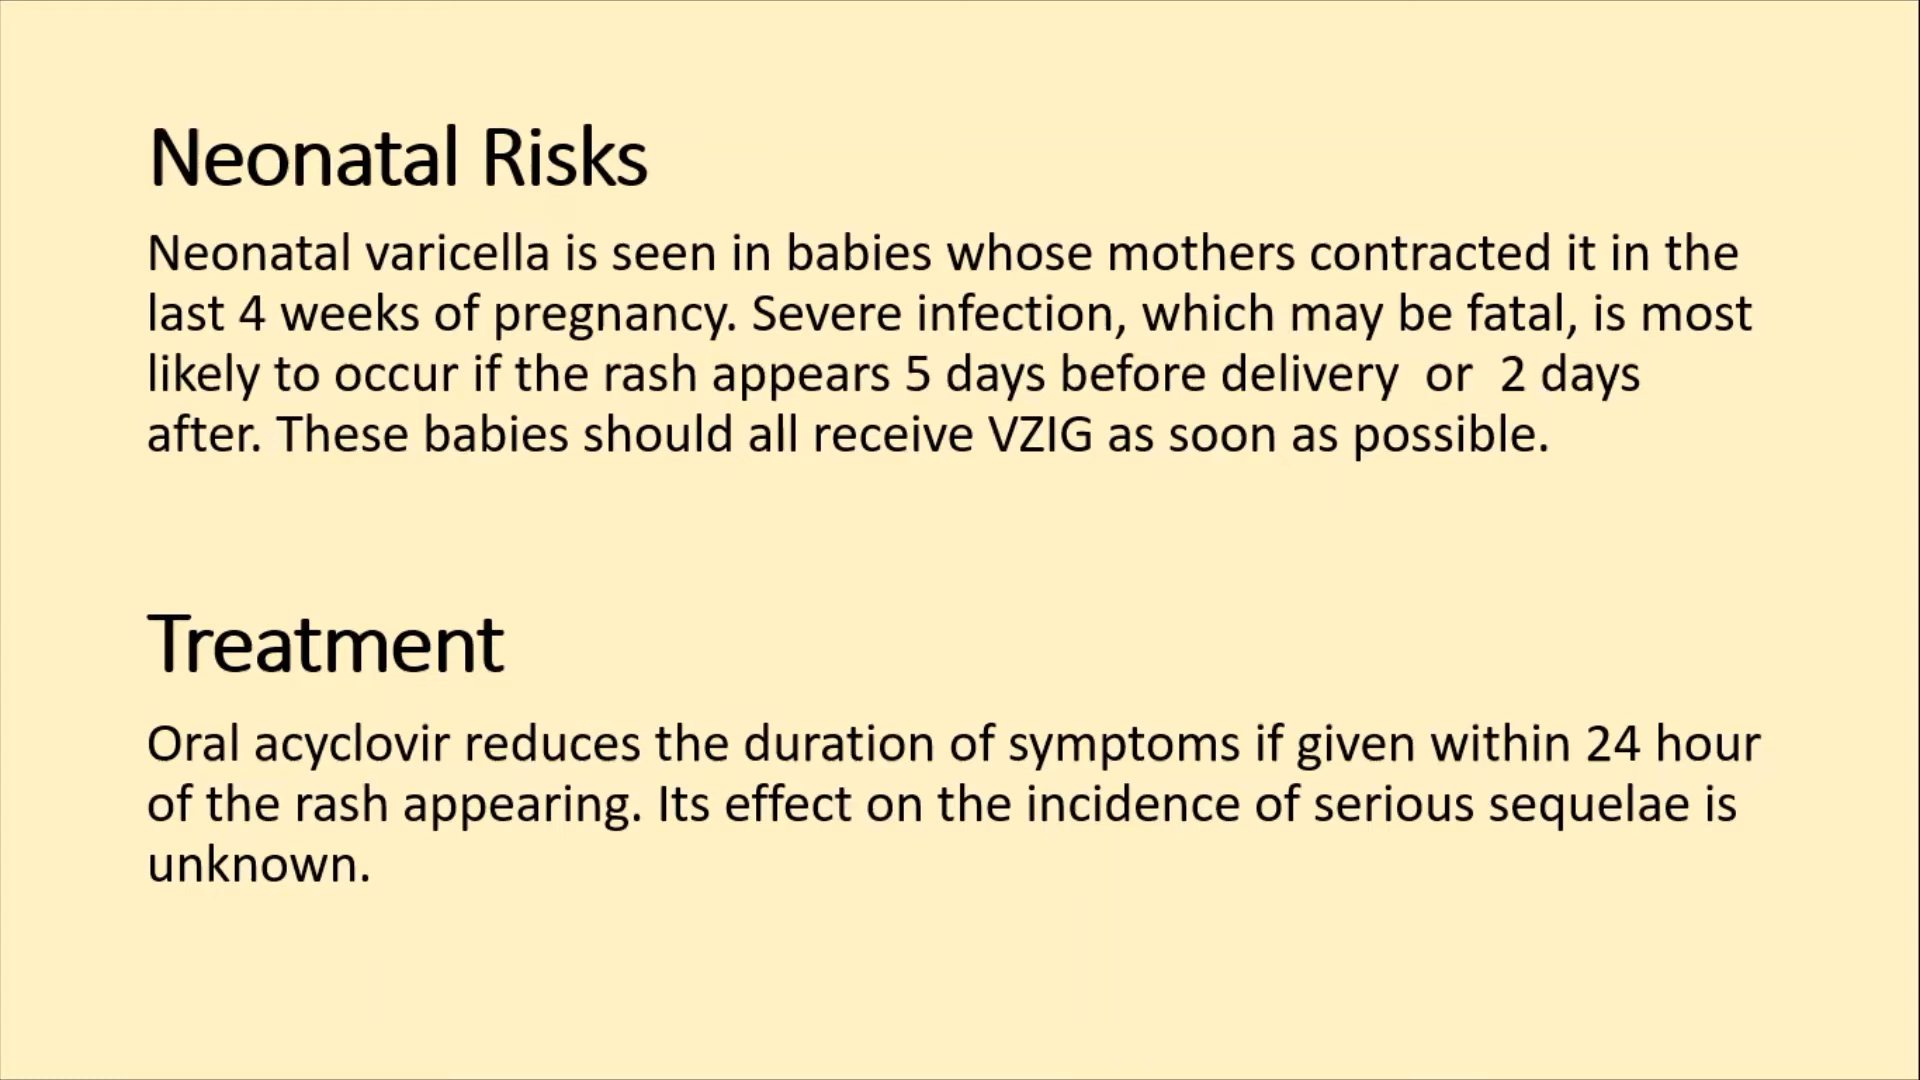 Neonatal Risks
Neonatal varicella is seen in babies whose mothers contracted it in the
last 4 weeks of pregnancy. Severe infection, which may be fatal, is most
likely to occur if the rash appears 5 days before delivery  or  2 days
after. These babies should all receive VZIG as soon as possible.
Treatment
Oral acyclovir reduces the duration of symptoms if given within 24 hour
of the rash appearing. Its effect on the incidence of serious sequelae is
unknown.